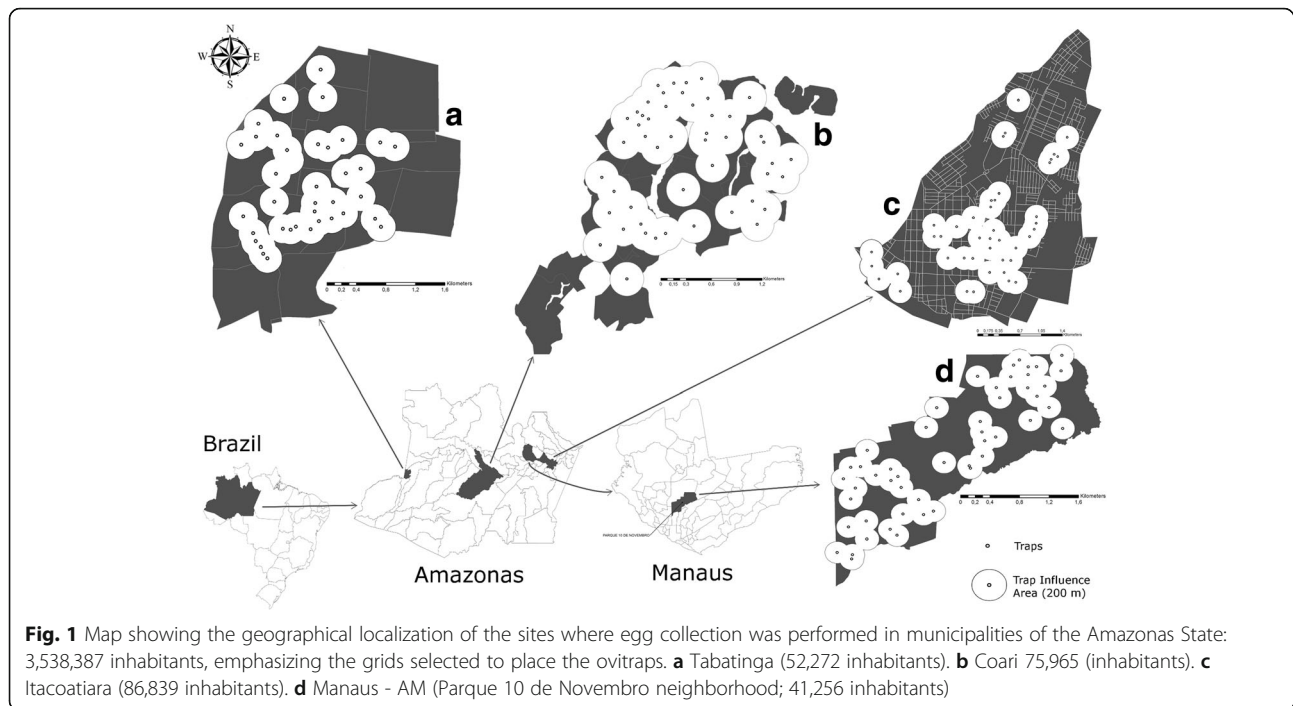 N
W E
S
a
Kilometers
0 0,2 0,4 0,8 1,2 1,6
b
Kilometers
0 0,15 0,3 0,6 0,9 1,2
c
Kilometers
0 0,175 0,35 0,7 1,05 1,4
d
Kilometers
0 0,2 0,4 0,8 1,2 1,6
Brazil
Amazonas
PARQUE 10 DE NOVEMBRO
Manaus
Traps
Trap Influence
Area (200 m)
Fig. 1 Map showing the geographical localization of the sites where egg collection was performed in municipalities of the Amazonas State:
3,538,387 inhabitants, emphasizing the grids selected to place the ovitraps. a Tabatinga (52,272 inhabitants). b Coari 75,965 (inhabitants). c
Itacoatiara (86,839 inhabitants). d Manaus - AM (Parque 10 de Novembro neighborhood; 41,256 inhabitants)